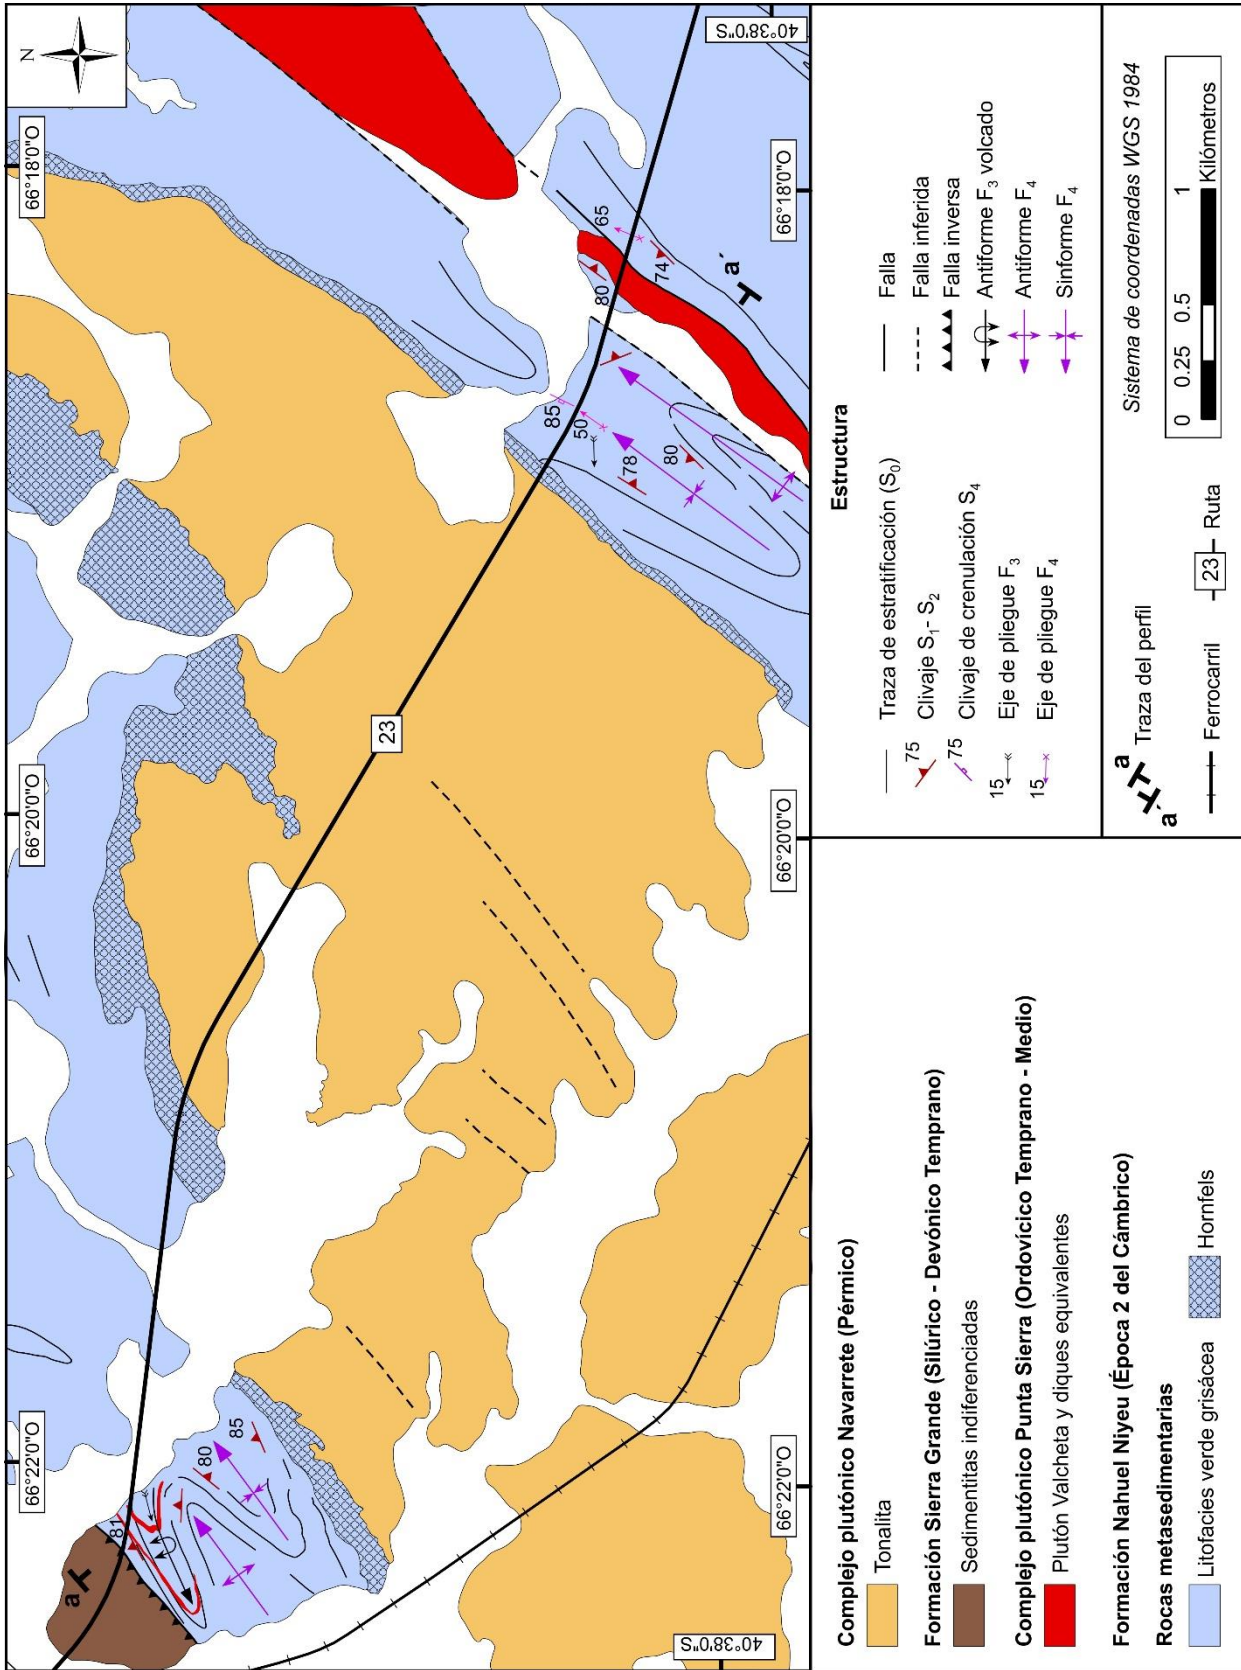 N
66°22'0"O
66°20'0"O
66°18'0"O
40°38'0"S
40°38'0"S
66°22'0"O
66°20'0"O
66°18'0"O
a
a´
23
81
80
85
85
50
78
80
80
74
65
Complejo plutónico Navarrete (Pérmico)
Tonalita
Formación Sierra Grande (Silúrico - Devónico Temprano)
Sedimentitas indiferenciadas
Complejo plutónico Punta Sierra (Ordovícico Temprano - Medio)
Plutón Valcheta y diques equivalentes
Formación Nahuel Niyeu (Época 2 del Cámbrico)
Rocas metasedimentarias
Litofacies verde grisácea
Hornfels
Estructura
Traza de estratificación (S0)
75 Clivaje S1- S2
75 Clivaje de crenulación S4
15 Eje de pliegue F3
15 Eje de pliegue F4
Falla
Falla inferida
Falla inversa
Antiforme F3 volcado
Antiforme F4
Sinforme F4
a´ a Traza del perfil
Ferrocarril
23 Ruta
Sistema de coordenadas WGS 1984
0 0.25 0.5 1
Kilómetros